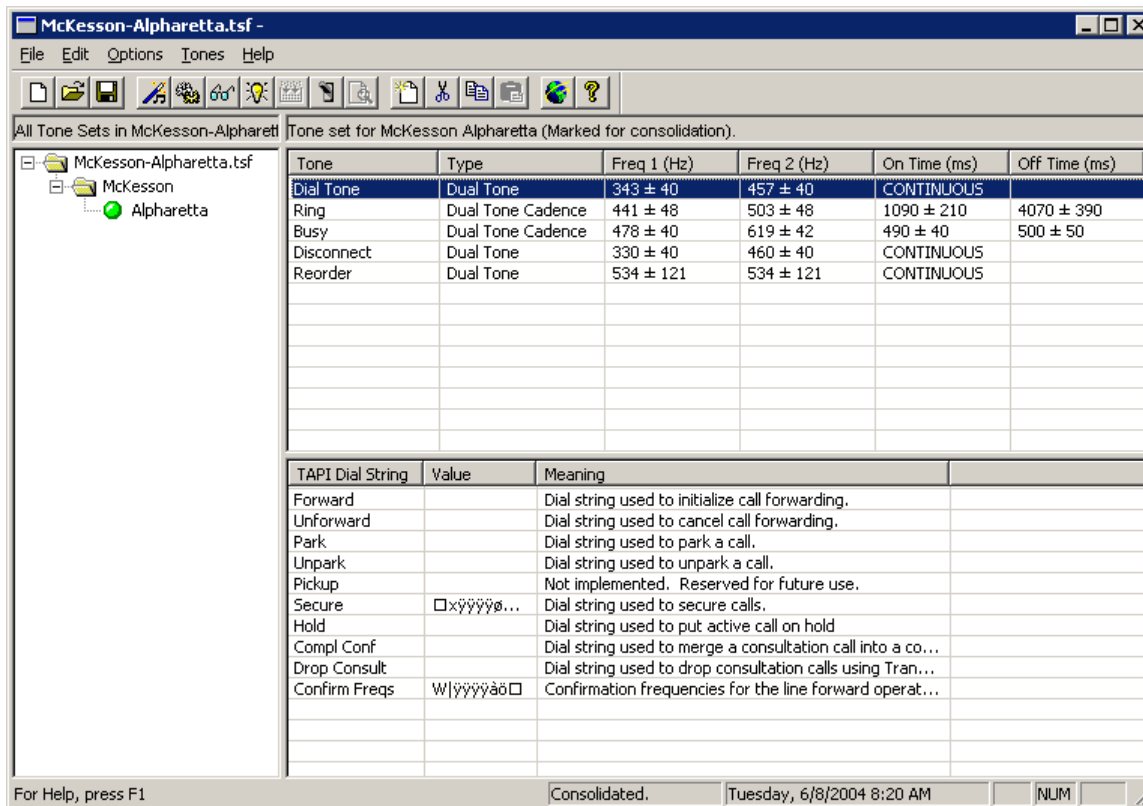 McKesson-Alpharetta.tsf -
File Edit Options Tones Help
All Tone Sets in McKesson-Alpharett
Tone set for McKesson Alpharetta (Marked for consolidation).
McKesson-Alpharetta.tsf
McKesson
Alpharetta
Tone Type Freq 1 (Hz) Freq 2 (Hz) On Time (ms) Off Time (ms)
Dial Tone Dual Tone 343 ± 40 457 ± 40 CONTINUOUS
Ring Dual Tone Cadence 441 ± 48 503 ± 48 1090 ± 210 4070 ± 390
Busy Dual Tone Cadence 478 ± 40 619 ± 42 490 ± 40 500 ± 50
Disconnect Dual Tone 330 ± 40 460 ± 40 CONTINUOUS
Reorder Dual Tone 534 ± 121 534 ± 121 CONTINUOUS
TAPI Dial String Value Meaning
Forward Dial string used to initialize call forwarding.
Unforward Dial string used to cancel call forwarding.
Park Dial string used to park a call.
Unpark Dial string used to unpark a call.
Pickup Not implemented. Reserved for future use.
Secure □×ÿÿÿÿø... Dial string used to secure calls.
Hold Dial string used to put active call on hold
Compl Conf Dial string used to merge a consultation call into a co...
Drop Consult Dial string used to drop consultation calls using Tran...
Confirm Freqs W|ÿÿÿÿàö□ Confirmation frequencies for the line forward operat...
For Help, press F1 Consolidated. Tuesday, 6/8/2004 8:20 AM NUM